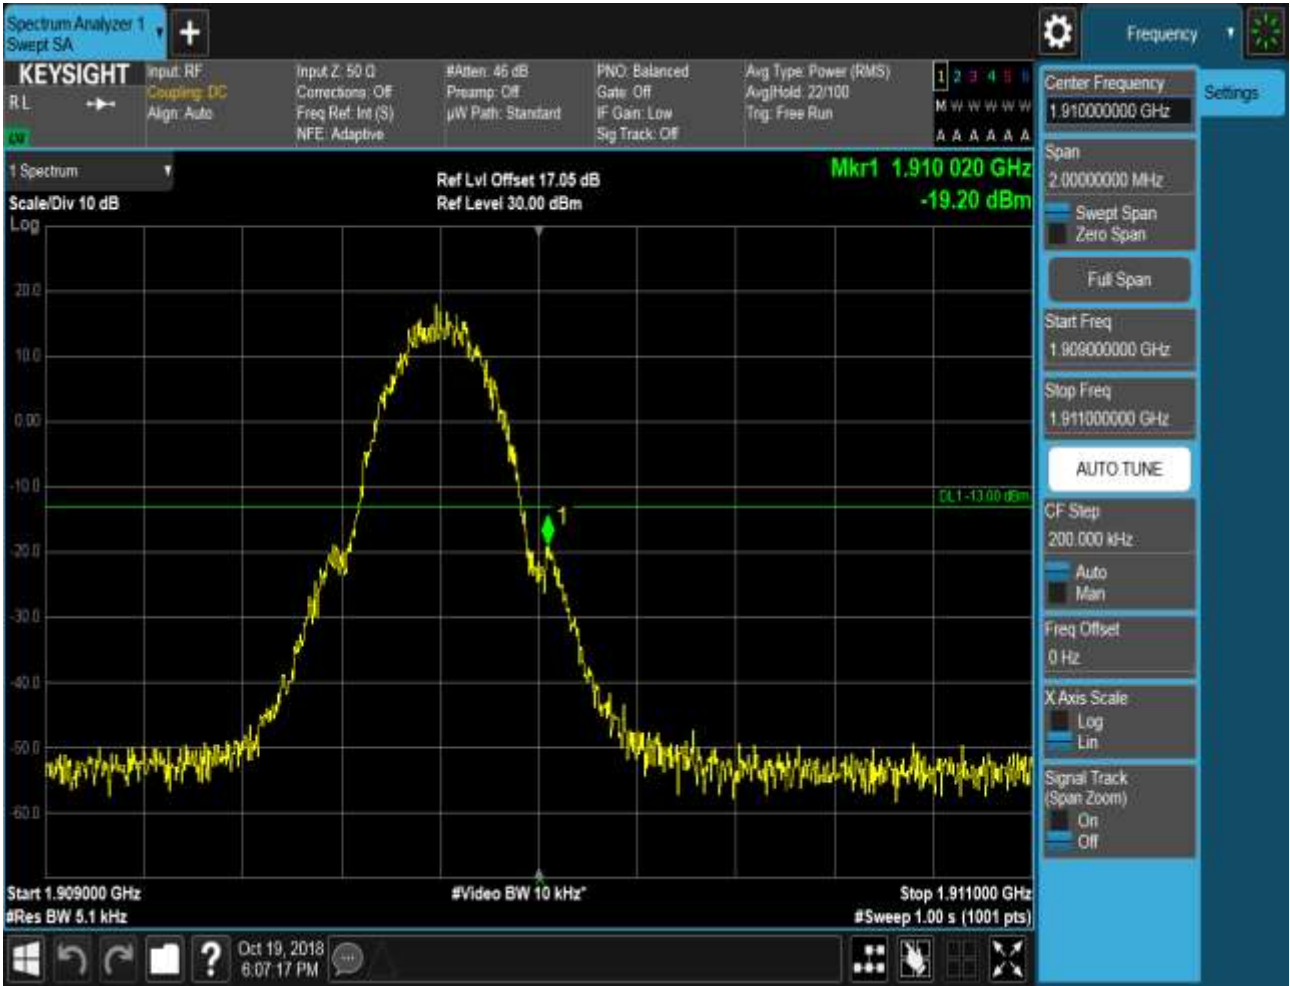 Spectrum Analyzer 1
Swept SA
+
Frequency
KEYSIGHT
R L
Input: RF
Coupling: DC
Align: Auto
Input Z: 50 Ω
Corrections: Off
Freq Ref: Int (S)
NFE: Adaptive
#Atten: 46 dB
Preamp: Off
µW Path: Standard
PNO: Balanced
Gate: Off
IF Gain: Low
Sig Track: Off
Avg Type: Power (RMS)
Avg|Hold: 22/100
Trig: Free Run
1 2 3 4 5 6
M W W W W W
A A A A A A
1 Spectrum
Scale/Div 10 dB
Log
Ref Lvl Offset 17.05 dB
Ref Level 30.00 dBm
Mkr1 1.910 020 GHz
-19.20 dBm
20.0
10.0
0.00
-10.0
-20.0
-30.0
-40.0
-50.0
-60.0
DL1 -13.00 dBm
1
Start 1.909000 GHz
#Res BW 5.1 kHz
#Video BW 10 kHz*
Stop 1.911000 GHz
#Sweep 1.00 s (1001 pts)
Center Frequency
1.910000000 GHz
Span
2.00000000 MHz
Swept Span
Zero Span
Full Span
Start Freq
1.909000000 GHz
Stop Freq
1.911000000 GHz
AUTO TUNE
CF Step
200.000 kHz
Auto
Man
Freq Offset
0 Hz
X Axis Scale
Log
Lin
Signal Track
(Span Zoom)
On
Off
Settings
?
Oct 19, 2018
6:07:17 PM